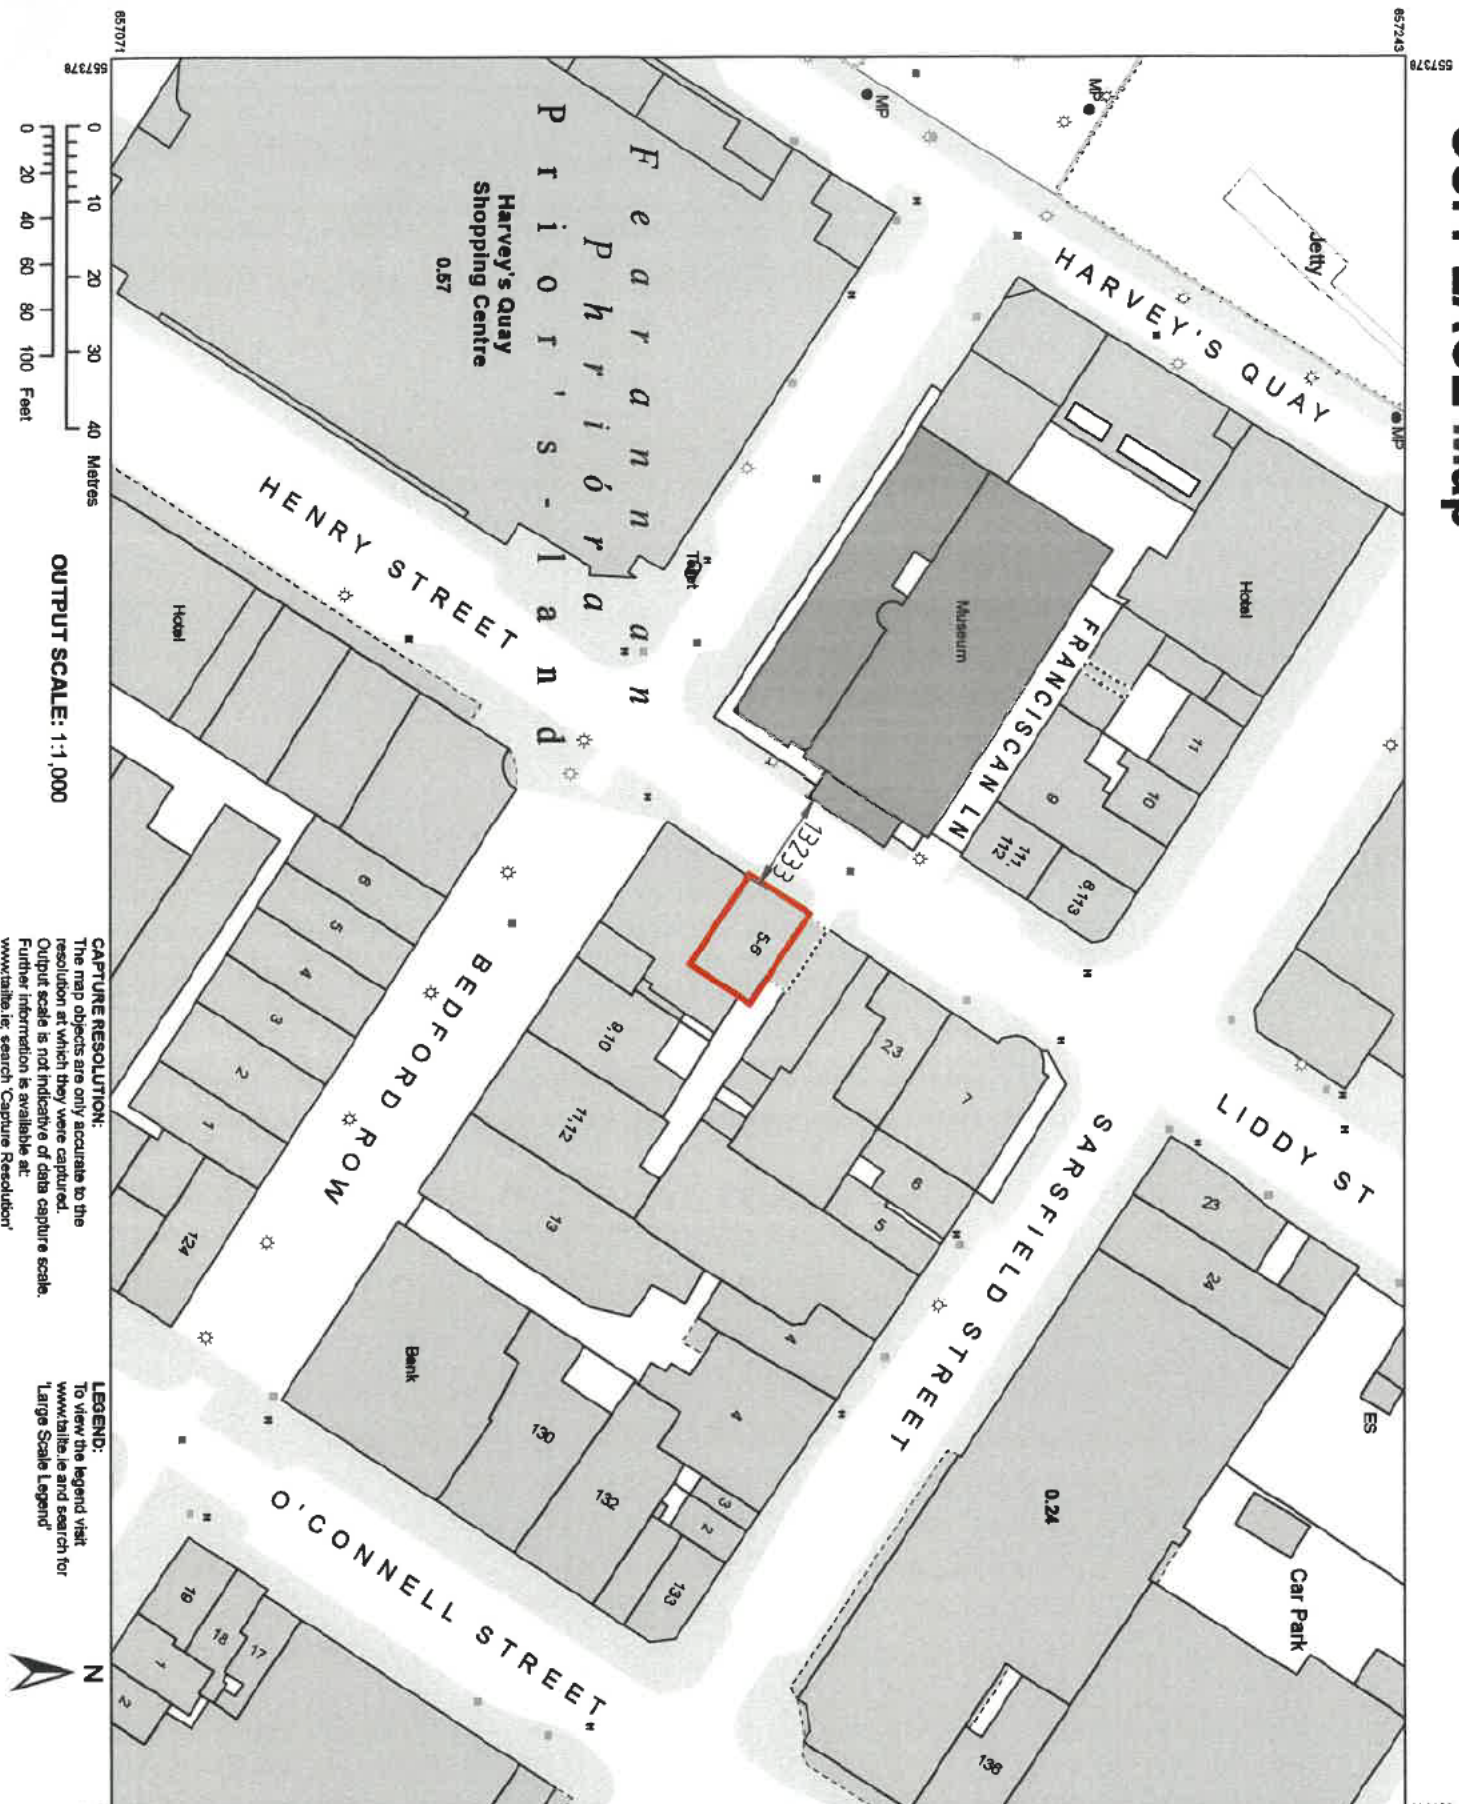 657071
657243
657378
657378
0 10 20 30 40 Metres
0 20 40 60 80 100 Feet
OUTPUT SCALE: 1:1,000
CAPTURE RESOLUTION:
The map objects are only accurate to the
resolution at which they were captured.
Output scale is not indicative of data capture scale.
Further information is available at:
www.tailte.ie; search 'Capture Resolution'
LEGEND:
To view the legend visit
www.tailte.ie and search for
'Large Scale Legend'
N
MP
MP
MP
Jetty
HARVEY'S QUAY
Fearann an
Phrióra
Prior's-land
Harvey's Quay
Shopping Centre
0.57
HENRY STREET
Hotel
Museum
Hotel
FRANCISCAN LN
11
10
9
111,
112
8,113
13233
5-6
BEDFORD ROW
6
5
4
3
2
1
124
9,10
11,12
13
23
7
6
5
4
4
3
2
133
132
130
Bank
LIDDY ST
SARSFIELD STREET
23
24
0.24
ES
Car Park
136
O'CONNELL STREET
19
18
17
1
2